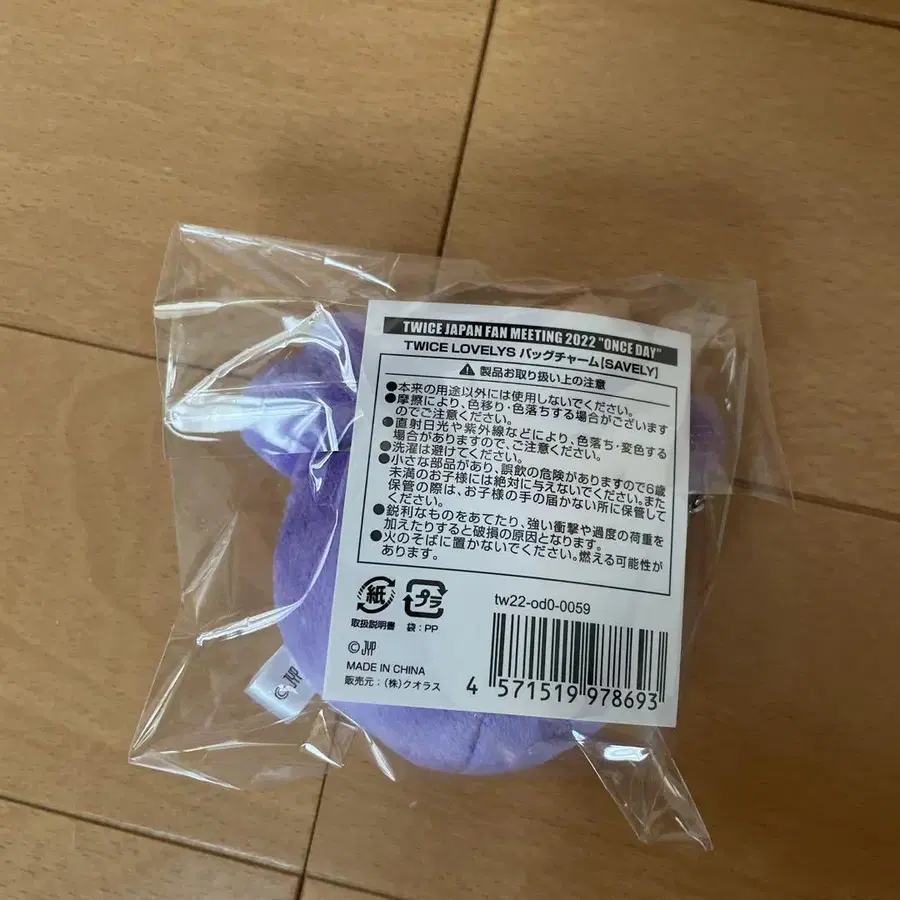 TWICE JAPAN FAN MEETING 2022 "ONCE DAY"
TWICE LOVELYS バッグチャーム[SAVELY]
製品お取り扱い上の注意
●本来の用途以外には使用しないでください。
●摩擦により、色移り・色落ちする場合がございます
のでご注意ください。
●直射日光や紫外線などにより、色落ち・変色する
場合がありますので、ご注意ください。
●洗濯は避けてください。
●小さな部品があり、誤飲の危険がありますので6歳
未満のお子様には絶対に与えないでください。また
保管の際は、お子様の手の届かない所に保管して
ください。
●鋭利なものをあてたり、強い衝撃や過度の荷重を
加えたりすると破損の原因となります。
●火のそばに置かないでください。燃える可能性が
あります。
紙 プラ
取扱説明書 袋:PP
tw22-od0-0059
© JYP
MADE IN CHINA
販売元:(株)クオラス
4 571519 978693
© JYP